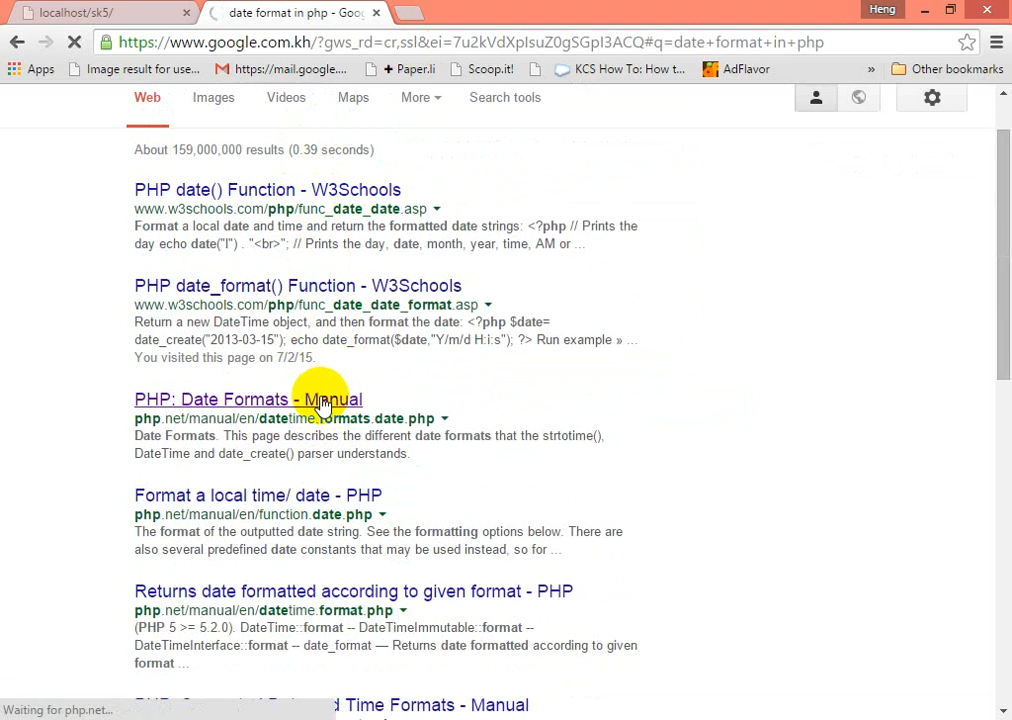 localhost/sk5/
date format in php - Goo
Heng
https://www.google.com.kh/?gws_rd=cr,ssl&ei=7u2kVdXpIsuZ0gSGpI3ACQ#q=date+format+in+php
Apps Image result for use... https://mail.google.... + Paper.li Scoop.it! KCS How To: How t... AdFlavor » Other bookmarks
Web Images Videos Maps More Search tools
About 159,000,000 results (0.39 seconds)
PHP date() Function - W3Schools
www.w3schools.com/php/func_date_date.asp
Format a local date and time and return the formatted date strings: <?php // Prints the
day echo date("l") . "<br>"; // Prints the day, date, month, year, time, AM or ...
PHP date_format() Function - W3Schools
www.w3schools.com/php/func_date_date_format.asp
Return a new DateTime object, and then format the date: <?php $date=
date_create("2013-03-15"); echo date_format($date,"Y/m/d H:i:s"); ?> Run example » ...
You visited this page on 7/2/15.
PHP: Date Formats - Manual
php.net/manual/en/datetime.formats.date.php
Date Formats. This page describes the different date formats that the strtotime(),
DateTime and date_create() parser understands.
Format a local time/ date - PHP
php.net/manual/en/function.date.php
The format of the outputted date string. See the formatting options below. There are
also several predefined date constants that may be used instead, so for ...
Returns date formatted according to given format - PHP
php.net/manual/en/datetime.format.php
(PHP 5 >= 5.2.0). DateTime::format -- DateTimeImmutable::format --
DateTimeInterface::format -- date_format — Returns date formatted according to given
format ...
Time Formats - Manual
Waiting for php.net...